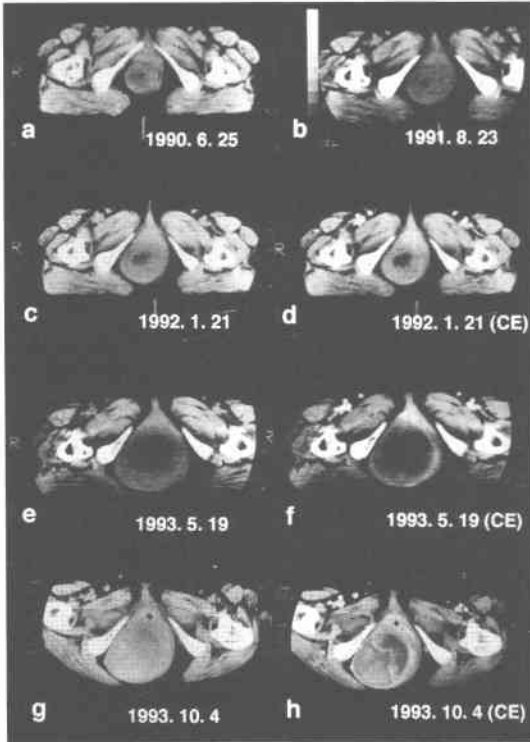 a 1990. 6. 25
b 1991. 8. 23
c 1992. 1. 21
d 1992. 1. 21 (CE)
e 1993. 5. 19
f 1993. 5. 19 (CE)
g 1993. 10. 4
h 1993. 10. 4 (CE)